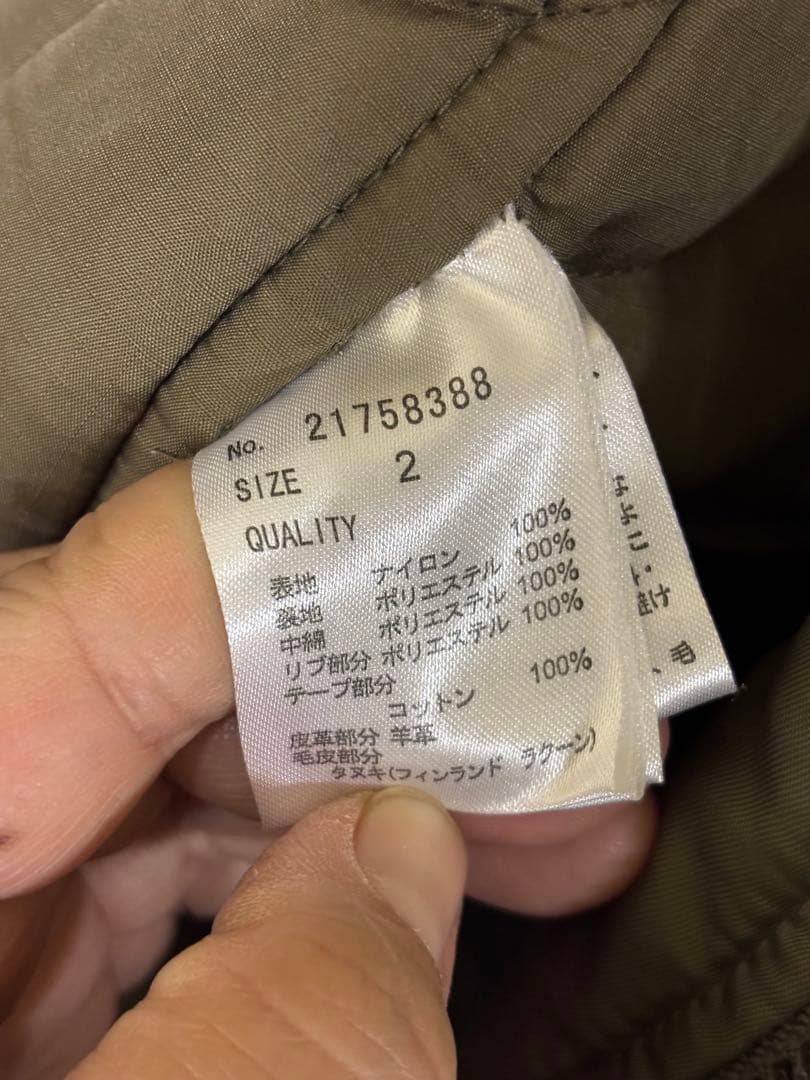 No. 21758388
SIZE 2
QUALITY
表地 ナイロン 100%
裏地 ポリエステル 100%
中綿 ポリエステル 100%
リブ部分 ポリエステル 100%
テープ部分
コットン 100%
皮革部分 羊革
毛皮部分
タヌキ(フィンランド ラクーン)
、毛